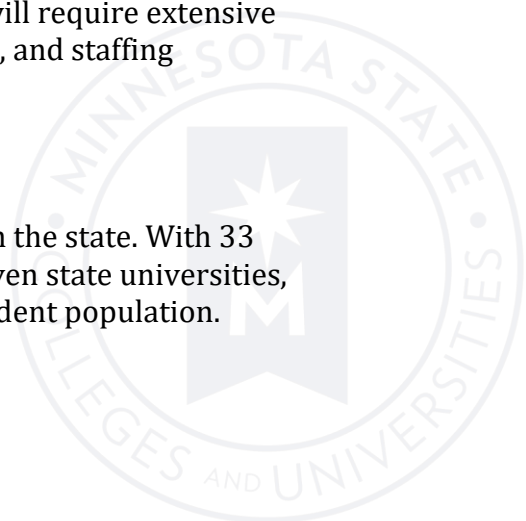 will require extensive
, and staffing
n the state. With 33
ven state universities,
dent population.
MINNESOTA STATE
COLLEGES AND UNIVERSITIES
M